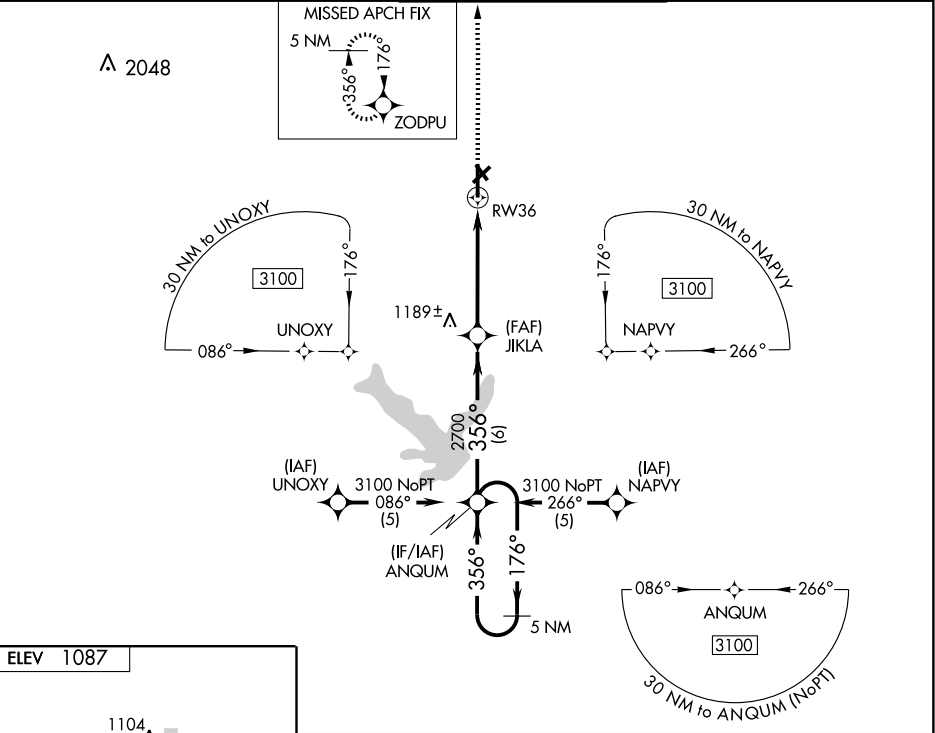 MISSED APCH FIX
5 NM
356°
176°
ZODPU
2048
RW36
30 NM to UNOXY
3100
176°
UNOXY
086°
1189±
(FAF)
JIKLA
30 NM to NAPVY
176°
3100
NAPVY
266°
2700
356°
(6)
(IAF)
UNOXY
3100 NoPT
086°
(5)
3100 NoPT
266°
(5)
(IAF)
NAPVY
(IF/IAF)
ANQUM
356°
176°
5 NM
086°
266°
ANQUM
3100
30 NM to ANQUM (NoPT)
ELEV 1087
1104